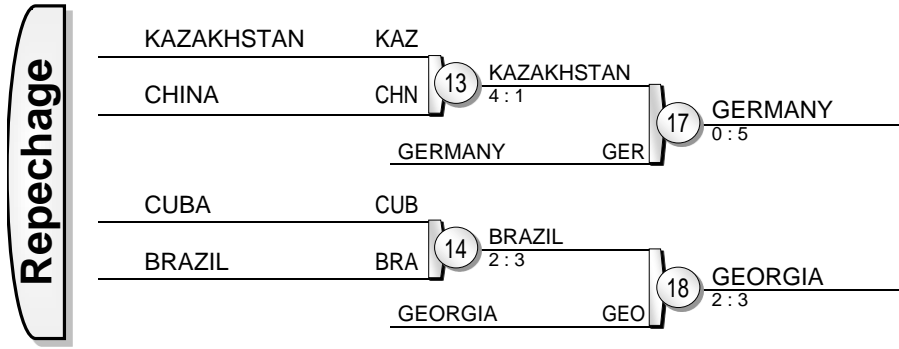 Repechage
KAZAKHSTAN KAZ
CHINA CHN
13
KAZAKHSTAN
4 : 1
GERMANY GER
17
GERMANY
0 : 5
CUBA CUB
BRAZIL BRA
14
BRAZIL
2 : 3
GEORGIA GEO
18
GEORGIA
2 : 3